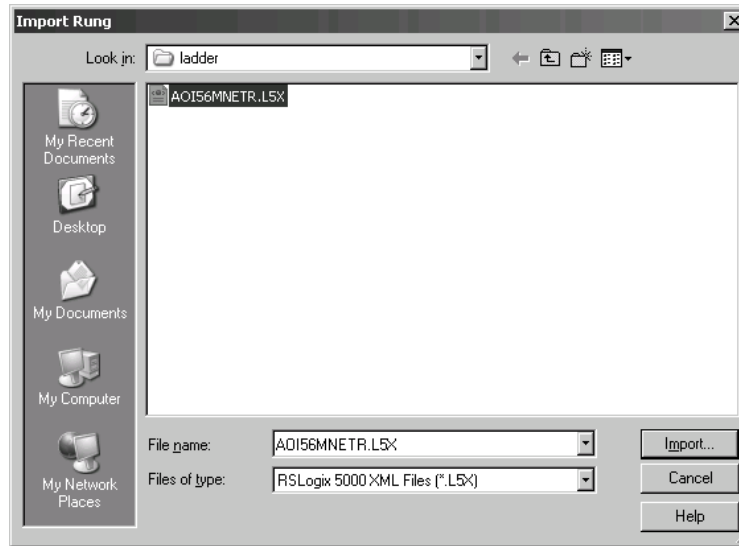 Import Rung
Look in:
ladder
AOI56MNETR.L5X
My Recent
Documents
Desktop
My Documents
My Computer
My Network
Places
File name:
AOI56MNETR.L5X
Import...
Files of type:
RSLogix 5000 XML Files (*.L5X)
Cancel
Help